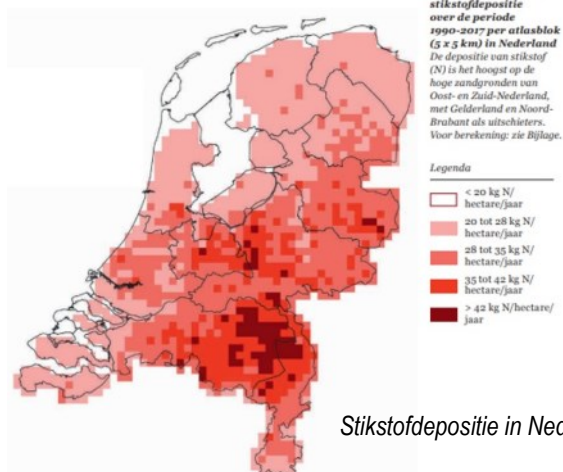 stikstofdepositie
over de periode
1990-2017 per atlasblok
(5 x 5 km) in Nederland
De depositie van stikstof
(N) is het hoogst op de
hoge zandgronden van
Oost- en Zuid-Nederland,
met Gelderland en Noord-
Brabant als uitschieters.
Voor berekening: zie Bijlage.
Legenda
< 20 kg N/
hectare/jaar
20 tot 28 kg N/
hectare/jaar
28 tot 35 kg N/
hectare/jaar
35 tot 42 kg N/
hectare/jaar
> 42 kg N/hectare/
jaar
Stikstofdepositie in Ned